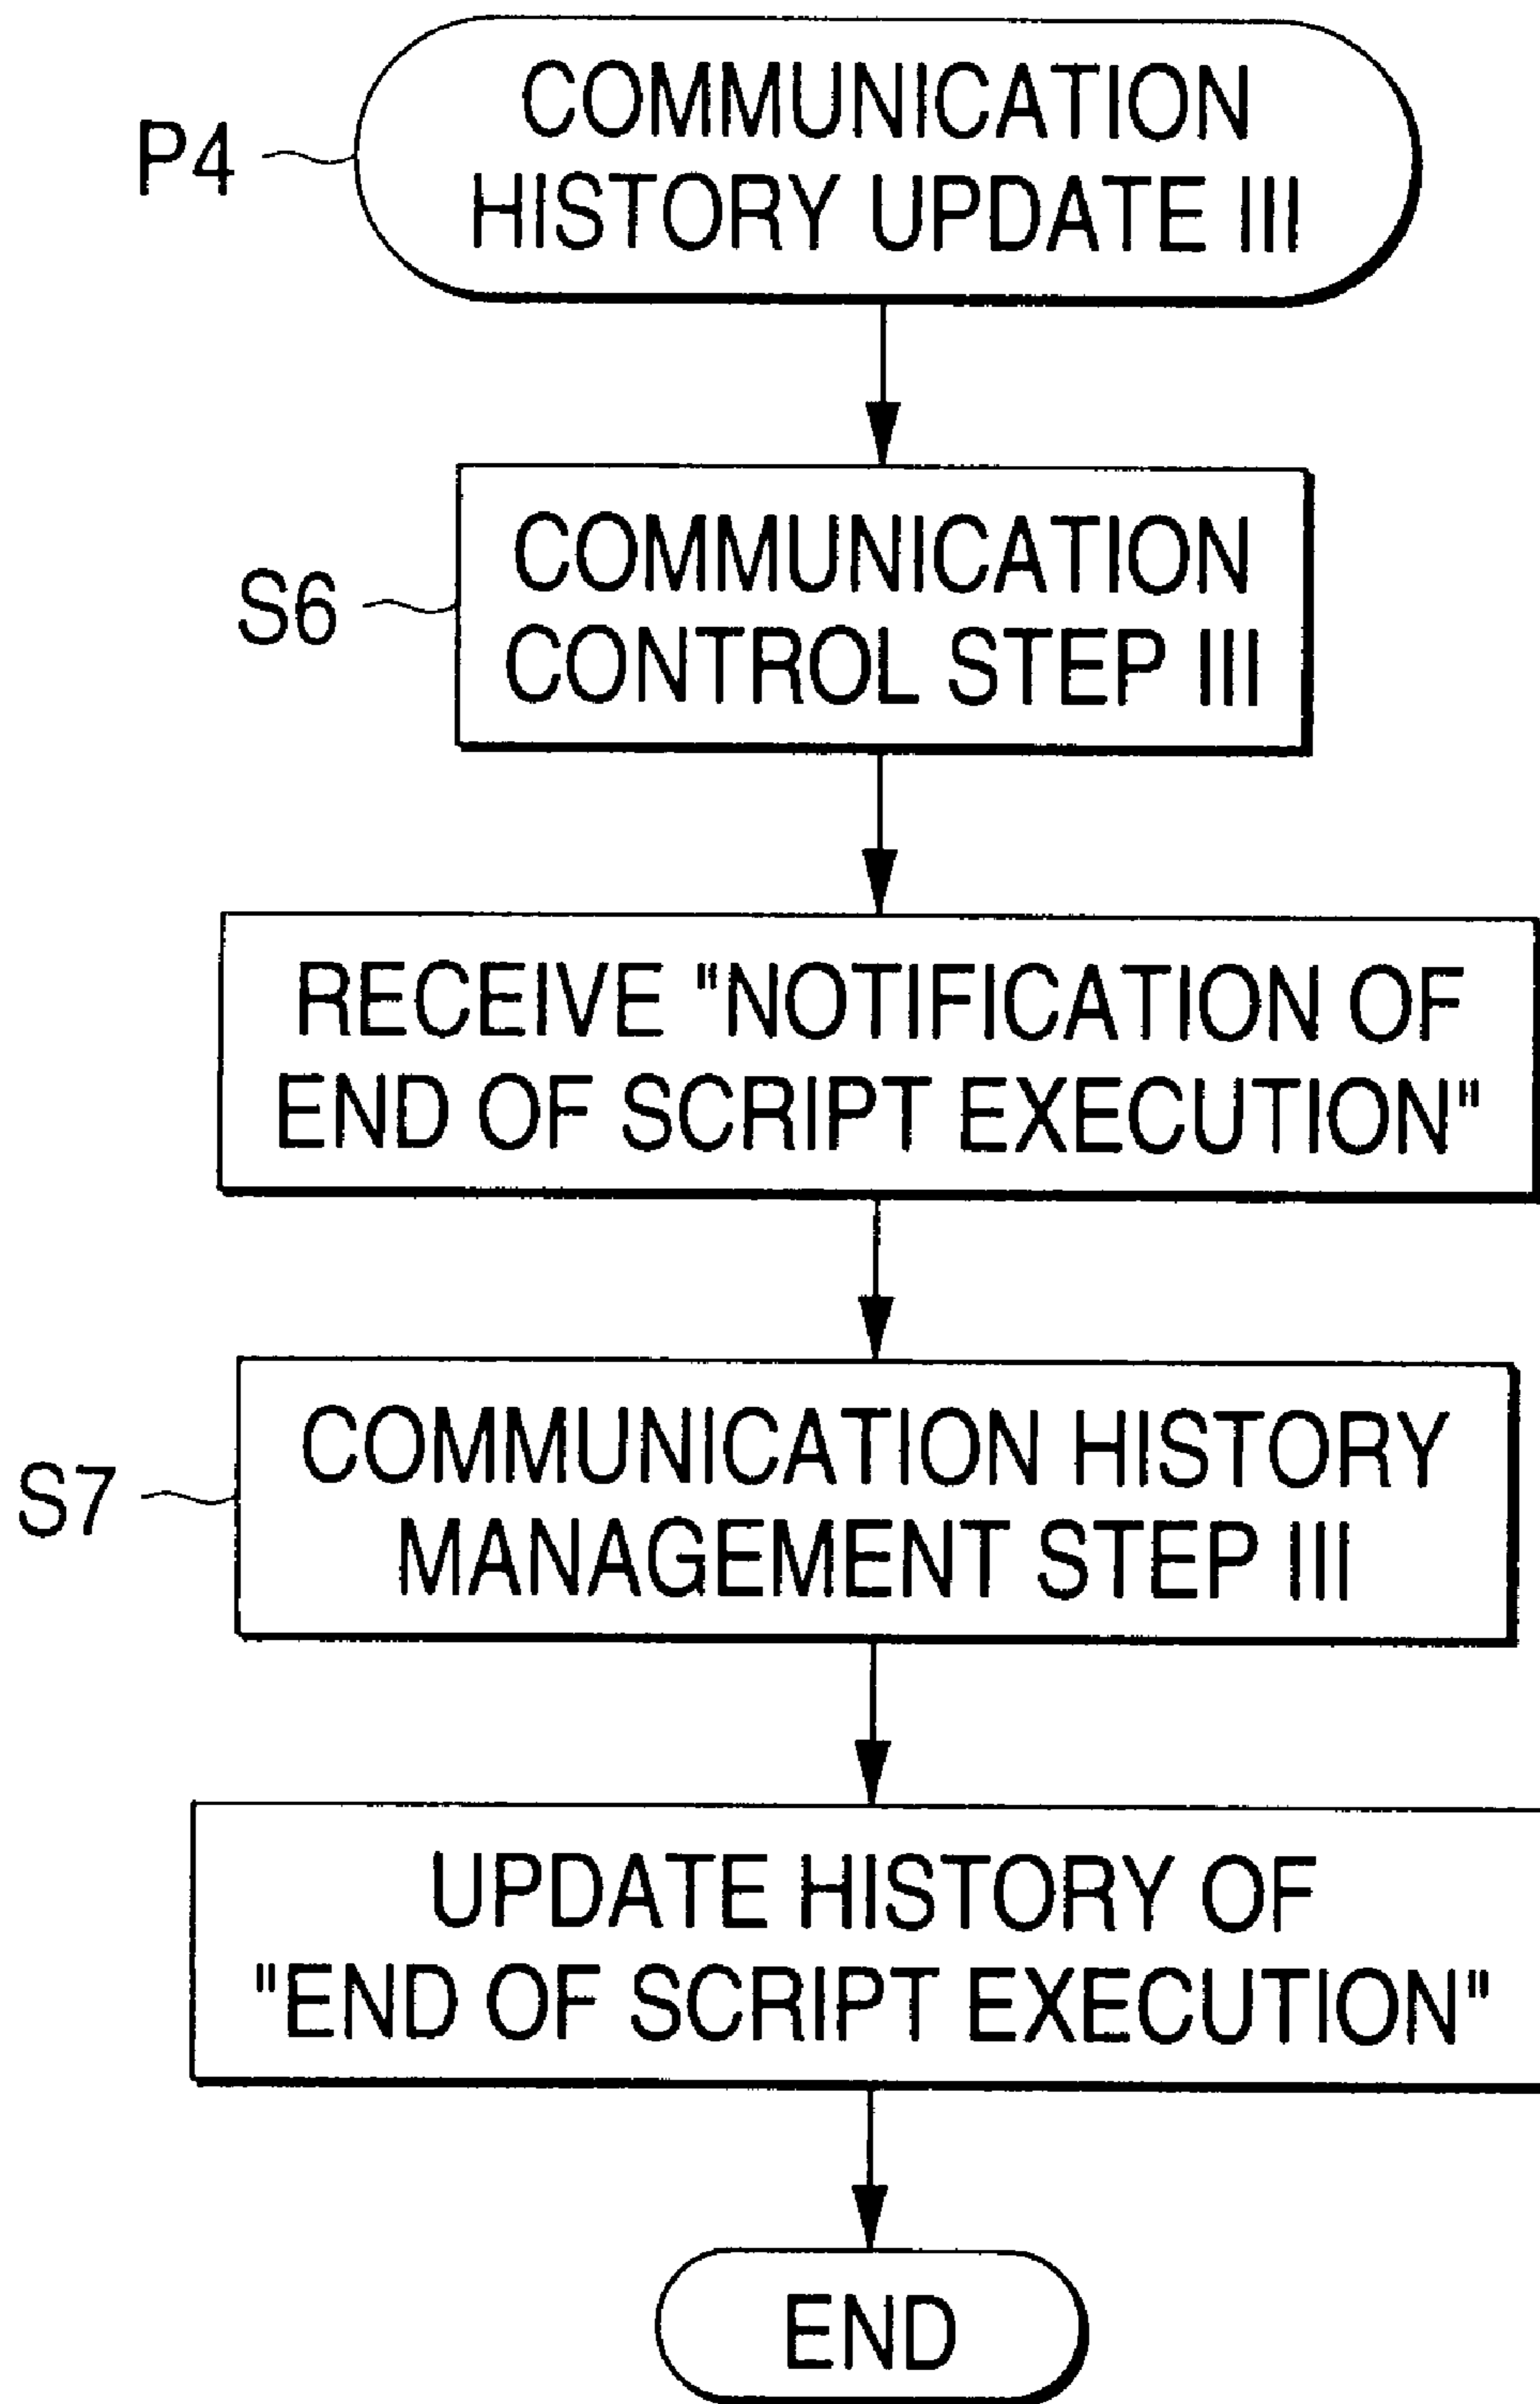 P4
COMMUNICATION
HISTORY UPDATE III
S6
COMMUNICATION
CONTROL STEP III
RECEIVE "NOTIFICATION OF
END OF SCRIPT EXECUTION"
S7
COMMUNICATION HISTORY
MANAGEMENT STEP III
UPDATE HISTORY OF
"END OF SCRIPT EXECUTION"
END